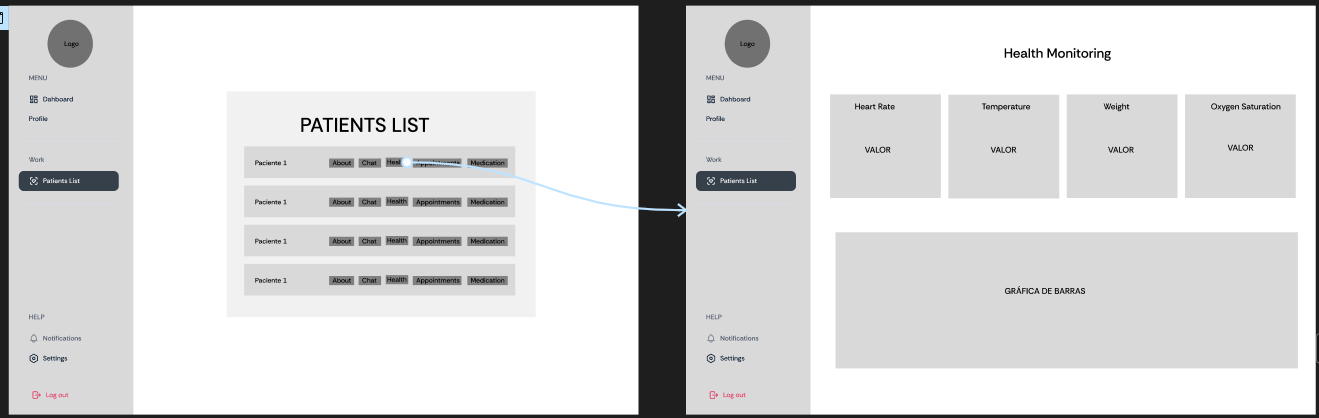 Logo
MENU
Dahboard
Profile
Work
Patients List
HELP
Notifications
Settings
Log out
PATIENTS LIST
Paciente 1 About Chat Heal Appointments Medication
Paciente 1 About Chat Health Appointments Medication
Paciente 1 About Chat Health Appointments Medication
Paciente 1 About Chat Health Appointments Medication
Logo
MENU
Dahboard
Profile
Work
Patients List
HELP
Notifications
Settings
Log out
Health Monitoring
Heart Rate Temperature Weight Oxygen Saturation
VALOR VALOR VALOR VALOR
GRÁFICA DE BARRAS